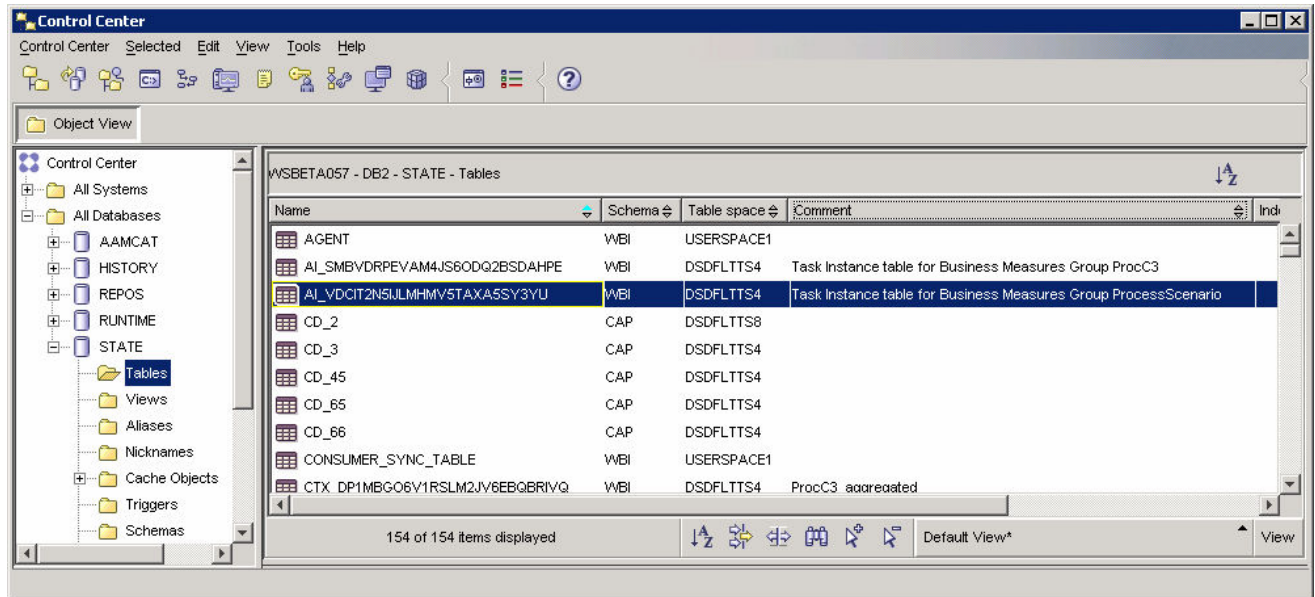 Control Center
Control Center Selected Edit View Tools Help
Object View
Control Center
All Systems
All Databases
AAMCAT
HISTORY
REPOS
RUNTIME
STATE
Tables
Views
Aliases
Nicknames
Cache Objects
Triggers
Schemas
WSBETA057 - DB2 - STATE - Tables
Name Schema Table space Comment Inde
AGENT WBI USERSPACE1
AI_SMBVDRPEVAM4JS6ODQ2BSDAHPE WBI DSDFLTTS4 Task Instance table for Business Measures Group ProcC3
AI_VDCIT2N5IJLMHMV5TAXA5SY3YU WBI DSDFLTTS4 Task Instance table for Business Measures Group ProcessScenario
CD_2 CAP DSDFLTTS8
CD_3 CAP DSDFLTTS4
CD_45 CAP DSDFLTTS4
CD_65 CAP DSDFLTTS4
CD_66 CAP DSDFLTTS4
CONSUMER_SYNC_TABLE WBI USERSPACE1
CTX_DP1MBGO6V1RSLM2JV6EBQBRIVQ WBI DSDFLTTS4 ProcC3_aggregated
154 of 154 items displayed Default View* View